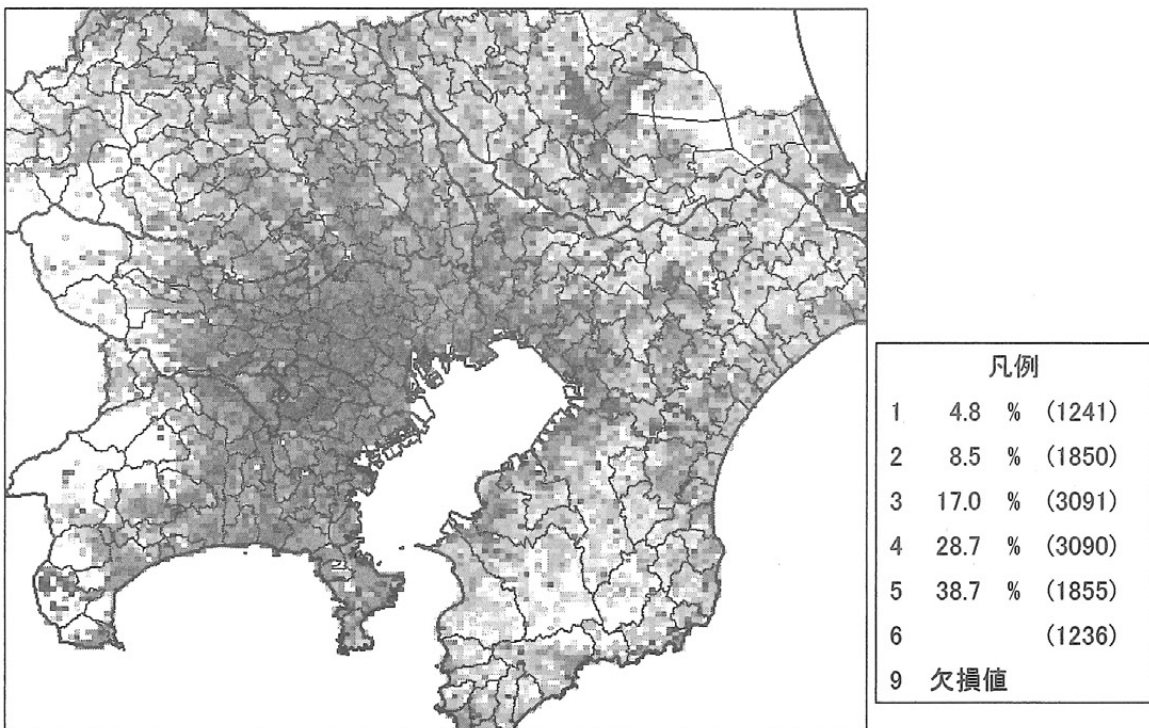 凡例
1 4.8 % (1241)
2 8.5 % (1850)
3 17.0 % (3091)
4 28.7 % (3090)
5 38.7 % (1855)
6 (1236)
9 欠損値